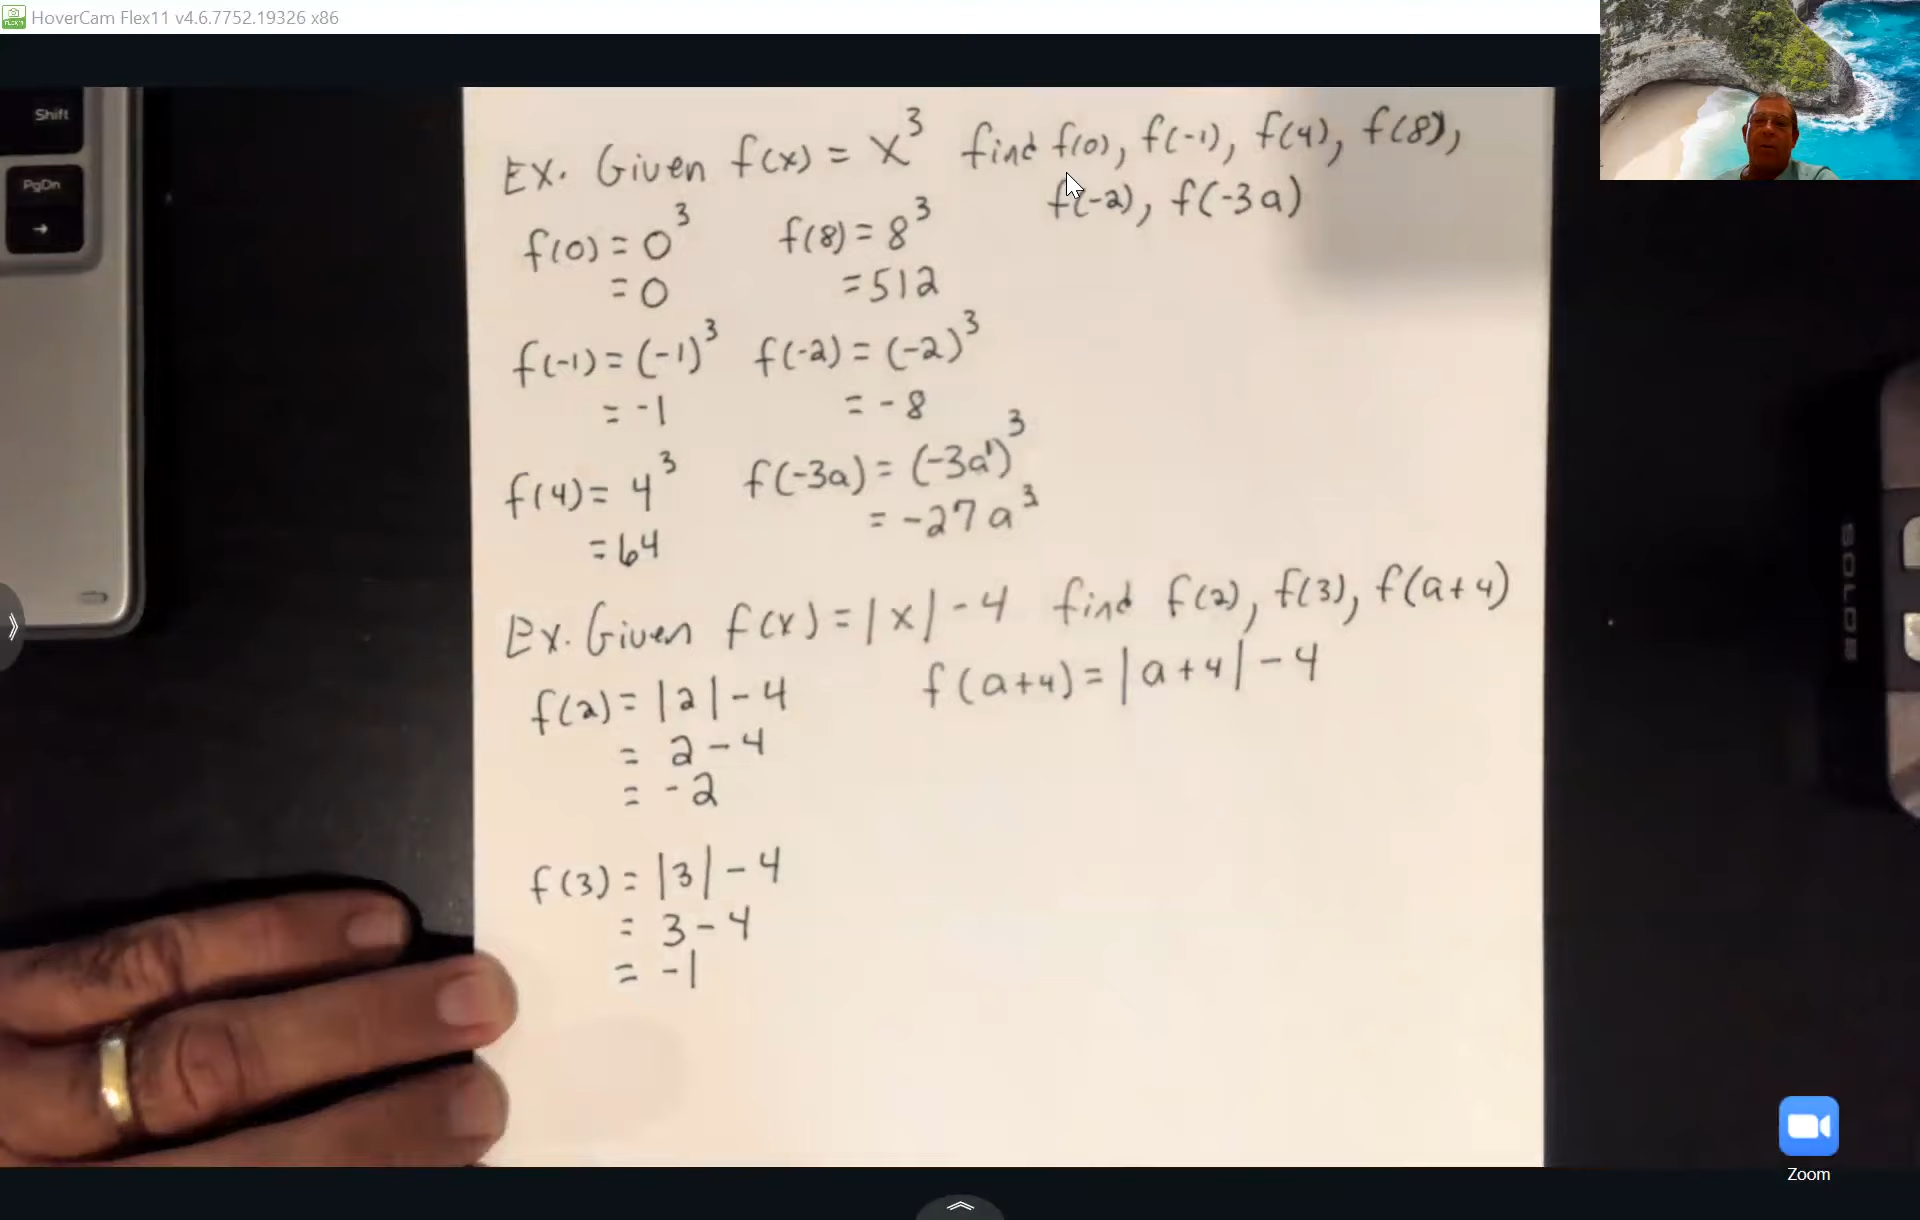 HoverCam Flex11 v4.6.7752.19326 x86
Shift
PgDn
→
Ex. Given f(x) = x³ find f(0), f(-1), f(4), f(8),
f(-2), f(-3a)
f(0) = 0³
= 0
f(-1) = (-1)³
= -1
f(4) = 4³
= 64
f(8) = 8³
= 512
f(-2) = (-2)³
= -8
f(-3a) = (-3a¹)³
= -27a³
Ex. Given f(x) = |x| - 4 find f(2), f(3), f(a+4)
f(2) = |2| - 4
= 2 - 4
= -2
f(3) = |3| - 4
= 3 - 4
= -1
f(a+4) = |a+4| - 4
Zoom